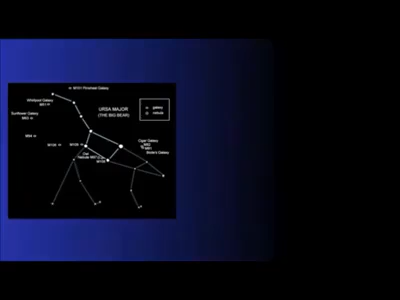 M101 Pinwheel Galaxy
Whirlpool Galaxy
M51
URSA MAJOR
(THE BIG BEAR)
galaxy
nebula
Sunflower Galaxy
M63
M94
M106
M109
Cigar Galaxy
M82
M81
Bode's Galaxy
Owl
Nebula M97
M108